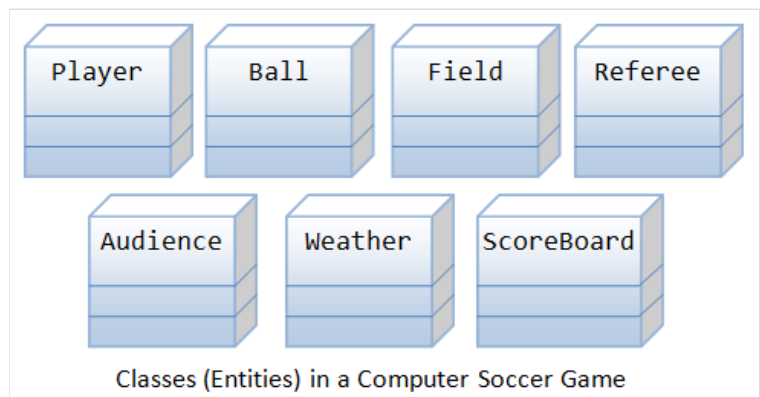 Player Ball Field Referee
Audience Weather ScoreBoard
Classes (Entities) in a Computer Soccer Game